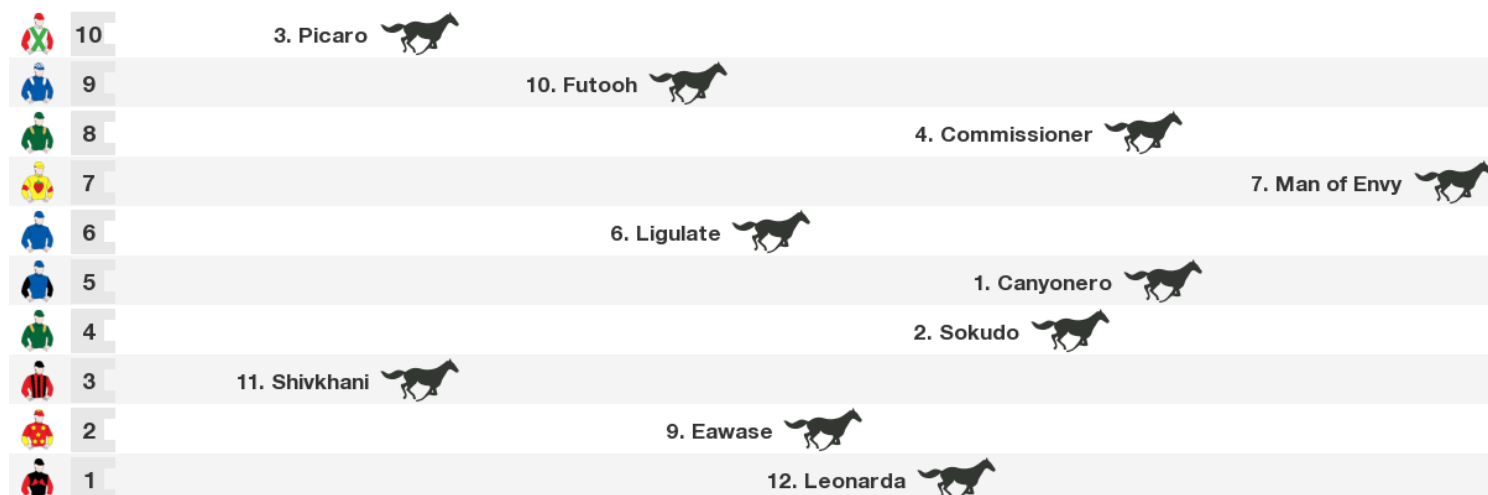 10 3. Picaro
9 10. Futooh
8 4. Commissioner
7 7. Man of Envy
6 6. Ligulate
5 1. Canyonero
4 2. Sokudo
3 11. Shivkhani
2 9. Eawase
1 12. Leonarda